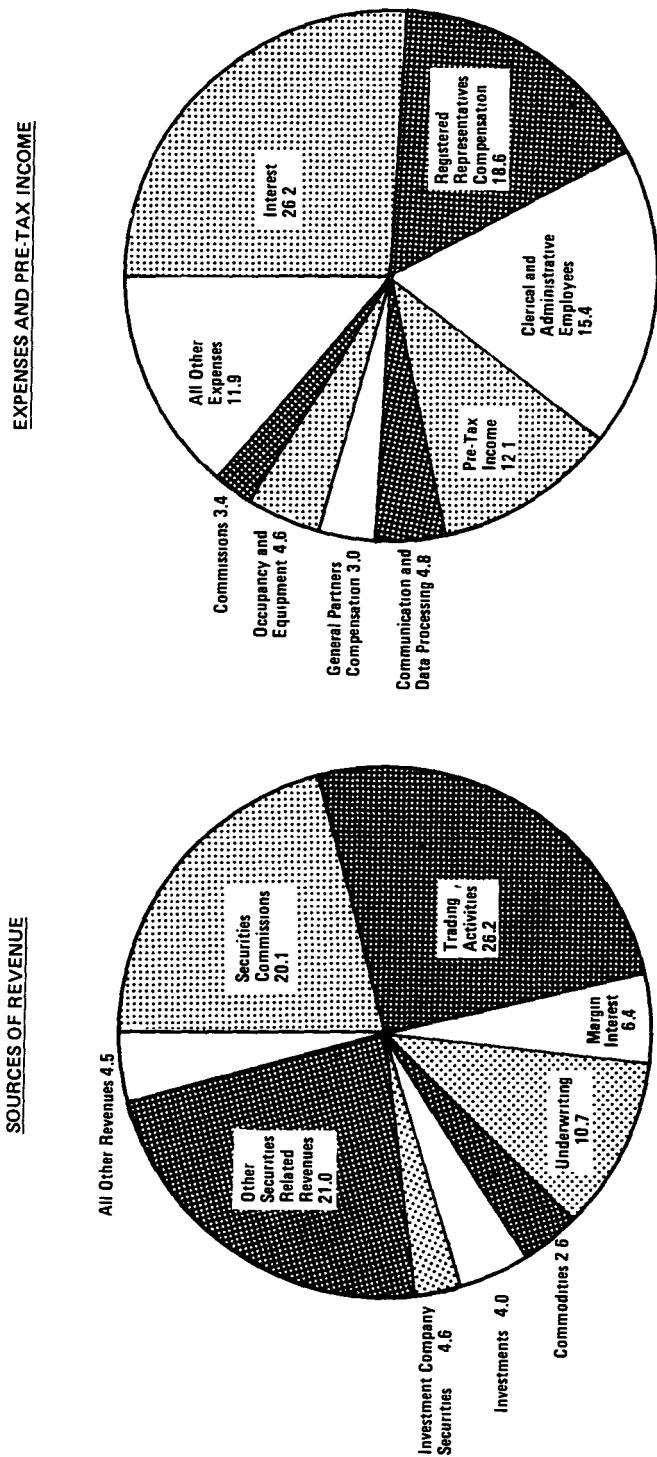 SOURCES OF REVENUE
All Other Revenues 4.5
Securities
Commissions
20.1
Trading
Activities
26.2
Margin
Interest
6.4
Underwriting
10.7
Commodities 2 6
Investments 4.0
Investment Company
Securities 4.6
Other
Securities
Related
Revenues
21.0
EXPENSES AND PRE-TAX INCOME
Interest
26 2
Registered
Representatives
Compensation
18.6
Clerical and
Administrative
Employees
15.4
Pre-Tax
Income
12 1
Communication and
Data Processing 4.8
General Partners
Compensation 3.0
Occupancy and
Equipment 4.6
Commissions 3.4
All Other
Expenses
11.9